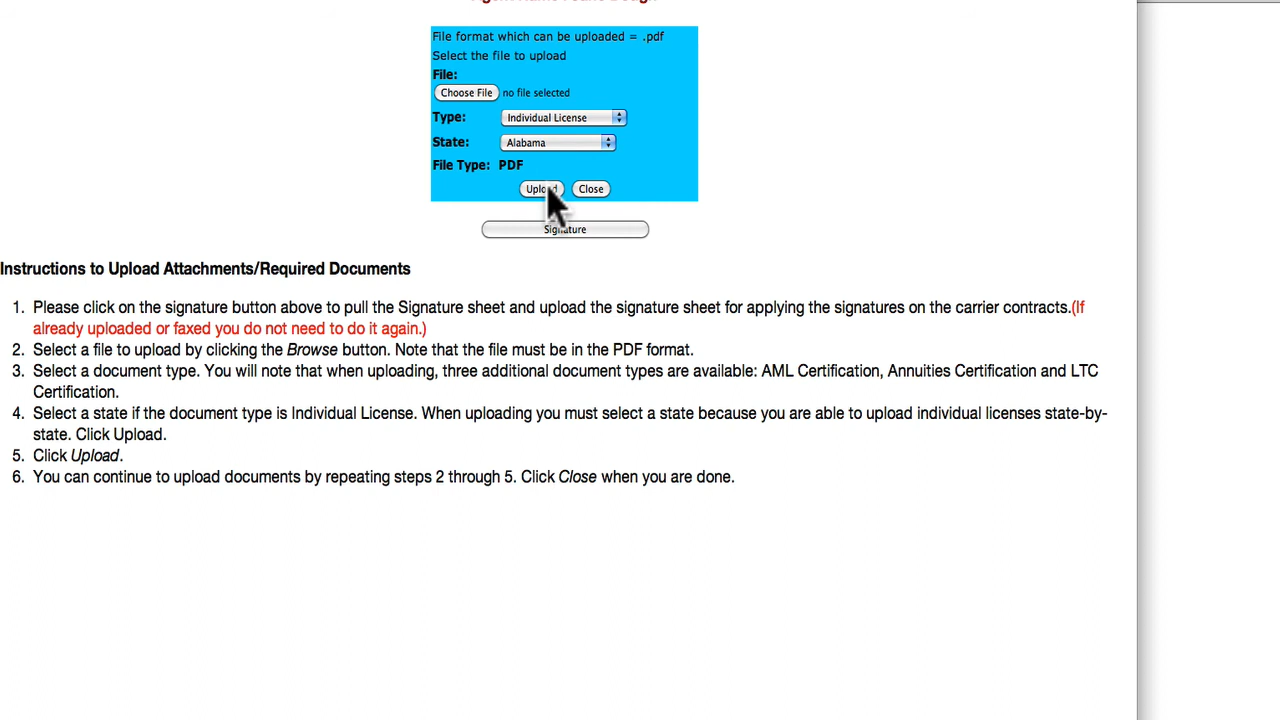 File format which can be uploaded = .pdf
Select the file to upload
File:
Choose File no file selected
Type: Individual License
State: Alabama
File Type: PDF
Upload Close
Signature
Instructions to Upload Attachments/Required Documents
1. Please click on the signature button above to pull the Signature sheet and upload the signature sheet for applying the signatures on the carrier contracts.(If
already uploaded or faxed you do not need to do it again.)
2. Select a file to upload by clicking the Browse button. Note that the file must be in the PDF format.
3. Select a document type. You will note that when uploading, three additional document types are available: AML Certification, Annuities Certification and LTC
Certification.
4. Select a state if the document type is Individual License. When uploading you must select a state because you are able to upload individual licenses state-by-
state. Click Upload.
5. Click Upload.
6. You can continue to upload documents by repeating steps 2 through 5. Click Close when you are done.